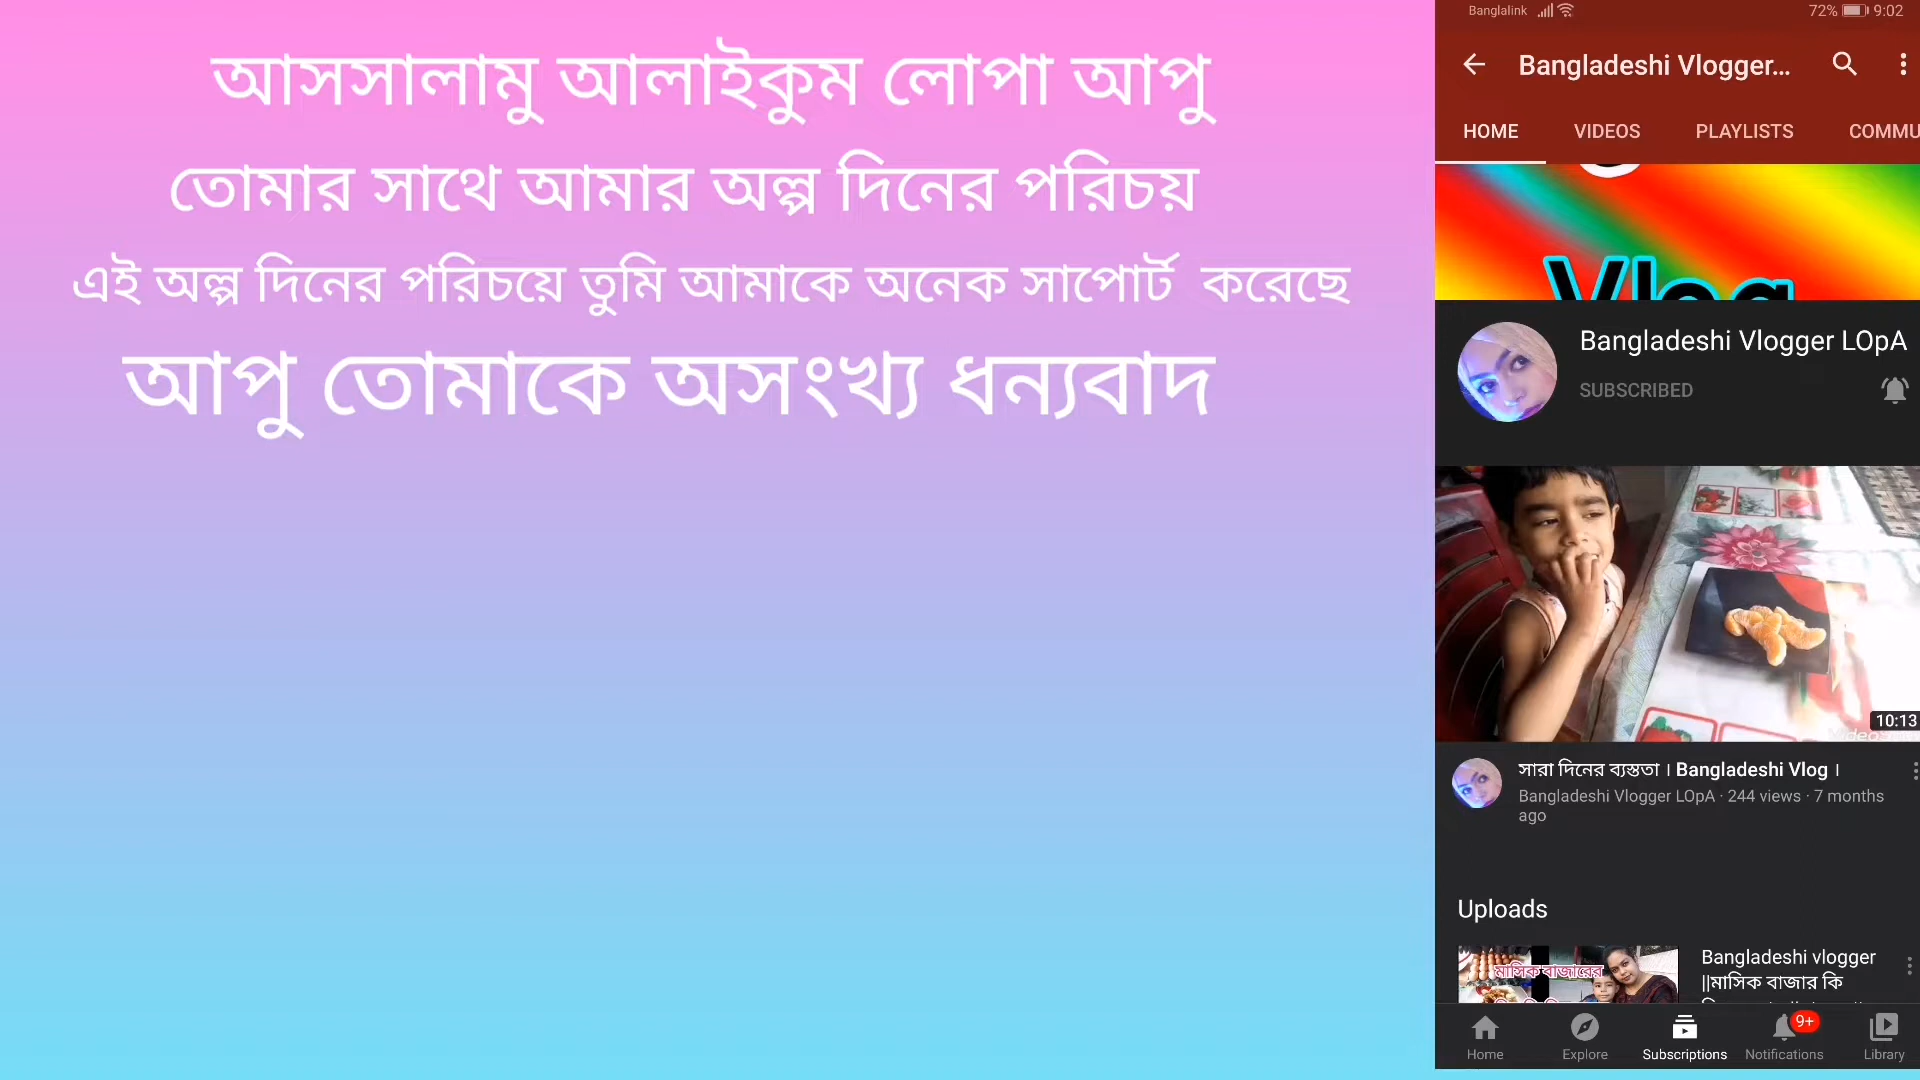 আসসালামু আলাইকুম লোপা আপু
তোমার সাথে আমার অল্প দিনের পরিচয়
এই অল্প দিনের পরিচয়ে তুমি আমাকে অনেক সাপোর্ট করেছে
আপু তোমাকে অসংখ্য ধন্যবাদ
Banglalink 72% 9:02
Bangladeshi Vlogger...
HOME VIDEOS PLAYLISTS COMMU
Vlog
Bangladeshi Vlogger LOpA
SUBSCRIBED
10:13
সারা দিনের ব্যস্ততা । Bangladeshi Vlog ।
Bangladeshi Vlogger LOpA · 244 views · 7 months
ago
Uploads
মাসিক বাজারের
Bangladeshi vlogger
||মাসিক বাজার কি
9+
Home Explore Subscriptions Notifications Library